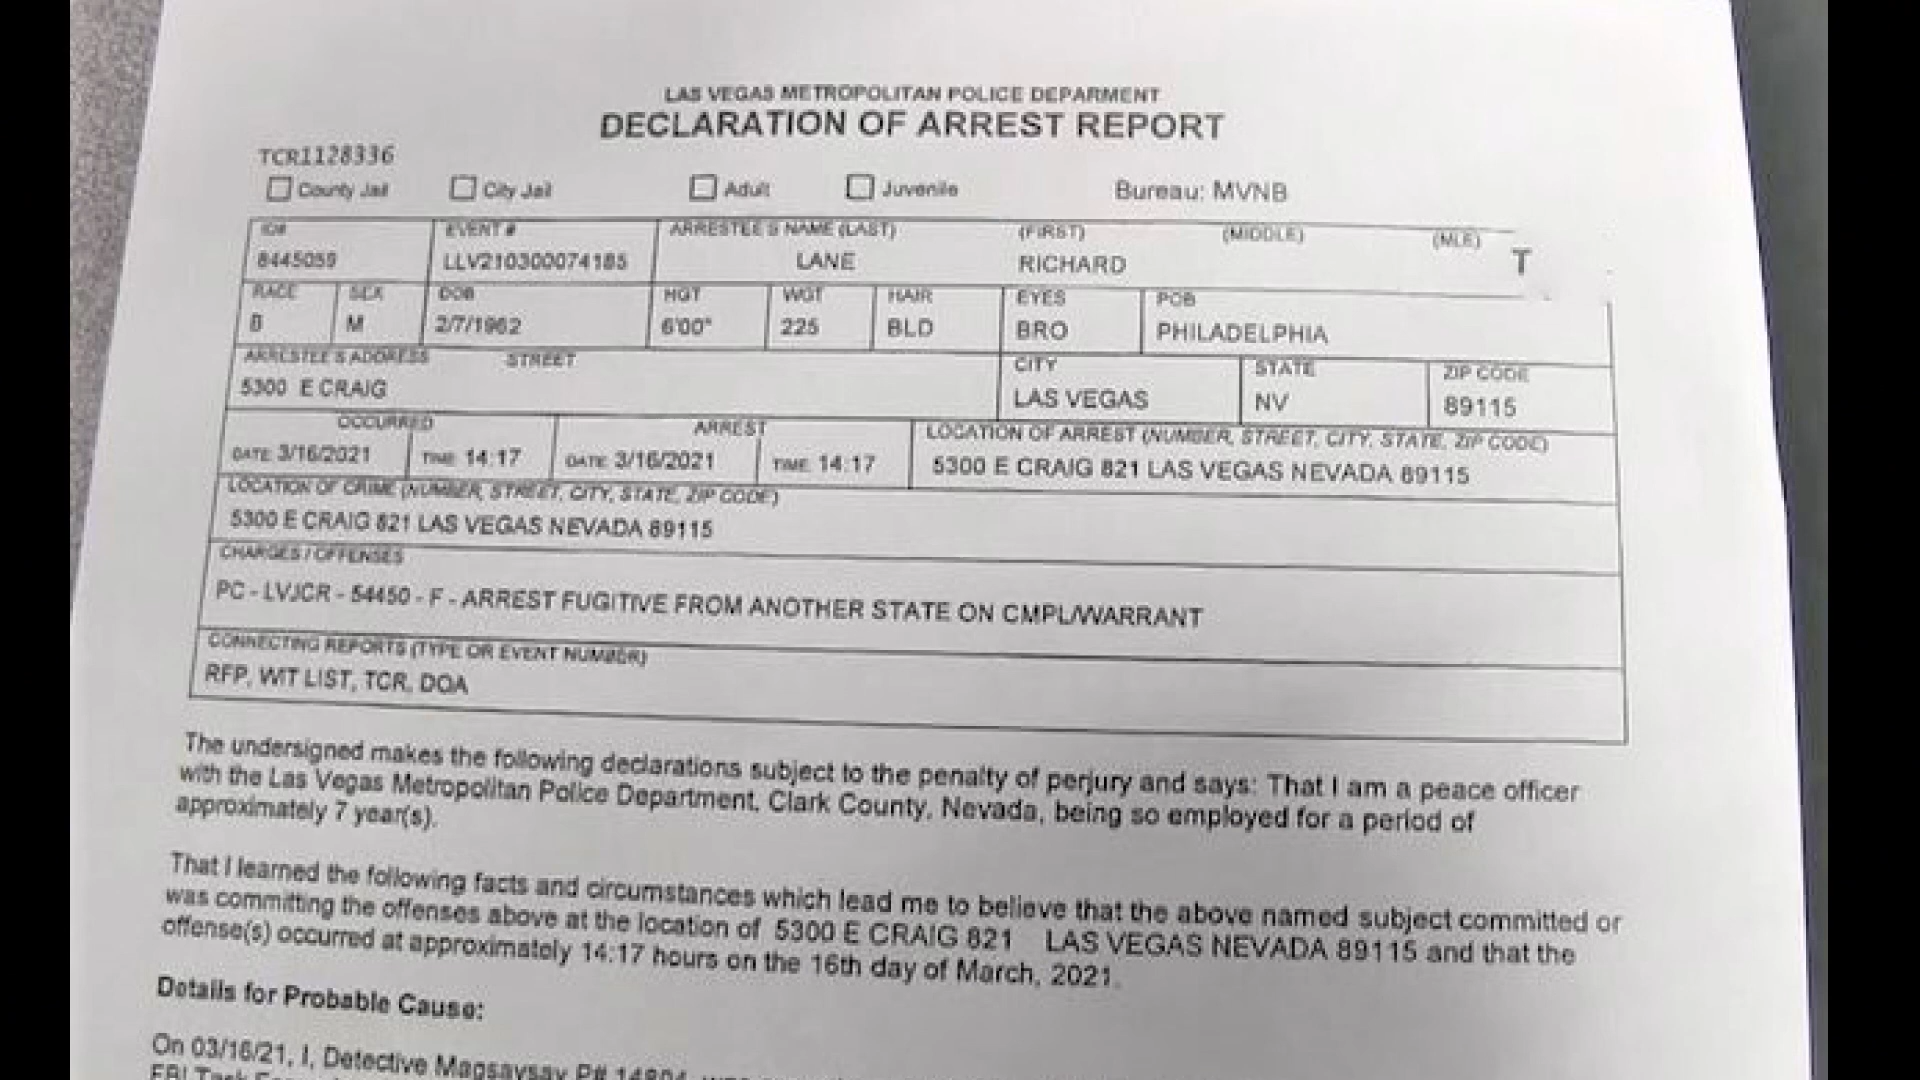 LAS VEGAS METROPOLITAN POLICE DEPARMENT
DECLARATION OF ARREST REPORT
TCR1128336
County Jail City Jail Adult Juvenile Bureau: MVNB
ID# EVENT # ARRESTEE'S NAME (LAST) (FIRST) (MIDDLE) (MLE)
8445059 LLV210300074185 LANE RICHARD T
RACE SEX DOB HGT WGT HAIR EYES POB
B M 2/7/1962 6'00" 225 BLD BRO PHILADELPHIA
ARRESTEE'S ADDRESS STREET CITY STATE ZIP CODE
5300 E CRAIG LAS VEGAS NV 89115
OCCURRED ARREST LOCATION OF ARREST (NUMBER, STREET, CITY, STATE, ZIP CODE)
DATE 3/16/2021 TIME 14:17 DATE 3/16/2021 TIME 14:17 5300 E CRAIG 821 LAS VEGAS NEVADA 89115
LOCATION OF CRIME (NUMBER, STREET, CITY, STATE, ZIP CODE)
5300 E CRAIG 821 LAS VEGAS NEVADA 89115
CHARGES / OFFENSES
PC - LVJCR - 54450 - F - ARREST FUGITIVE FROM ANOTHER STATE ON CMPL/WARRANT
CONNECTING REPORTS (TYPE OR EVENT NUMBER)
RFP, WIT LIST, TCR, DOA
The undersigned makes the following declarations subject to the penalty of perjury and says: That I am a peace officer
with the Las Vegas Metropolitan Police Department, Clark County, Nevada, being so employed for a period of
approximately 7 year(s).
That I learned the following facts and circumstances which lead me to believe that the above named subject committed or
was committing the offenses above at the location of 5300 E CRAIG 821 LAS VEGAS NEVADA 89115 and that the
offense(s) occurred at approximately 14:17 hours on the 16th day of March, 2021.
Details for Probable Cause:
On 03/16/21, I, Detective Magsaysay P# 14804
FBI Task